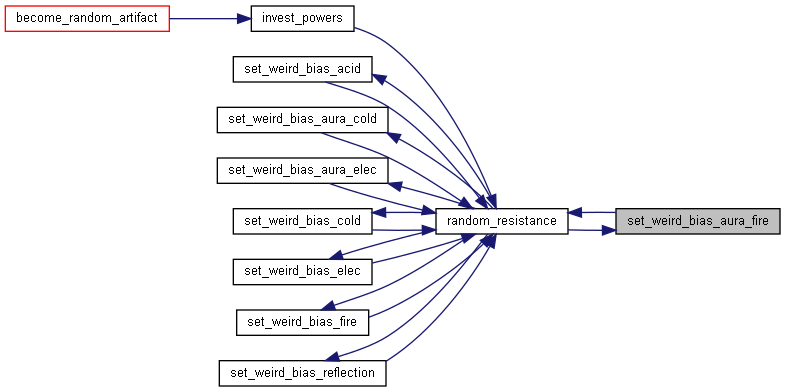 become_random_artifact
invest_powers
set_weird_bias_acid
set_weird_bias_aura_cold
set_weird_bias_aura_elec
set_weird_bias_cold
random_resistance
set_weird_bias_aura_fire
set_weird_bias_elec
set_weird_bias_fire
set_weird_bias_reflection